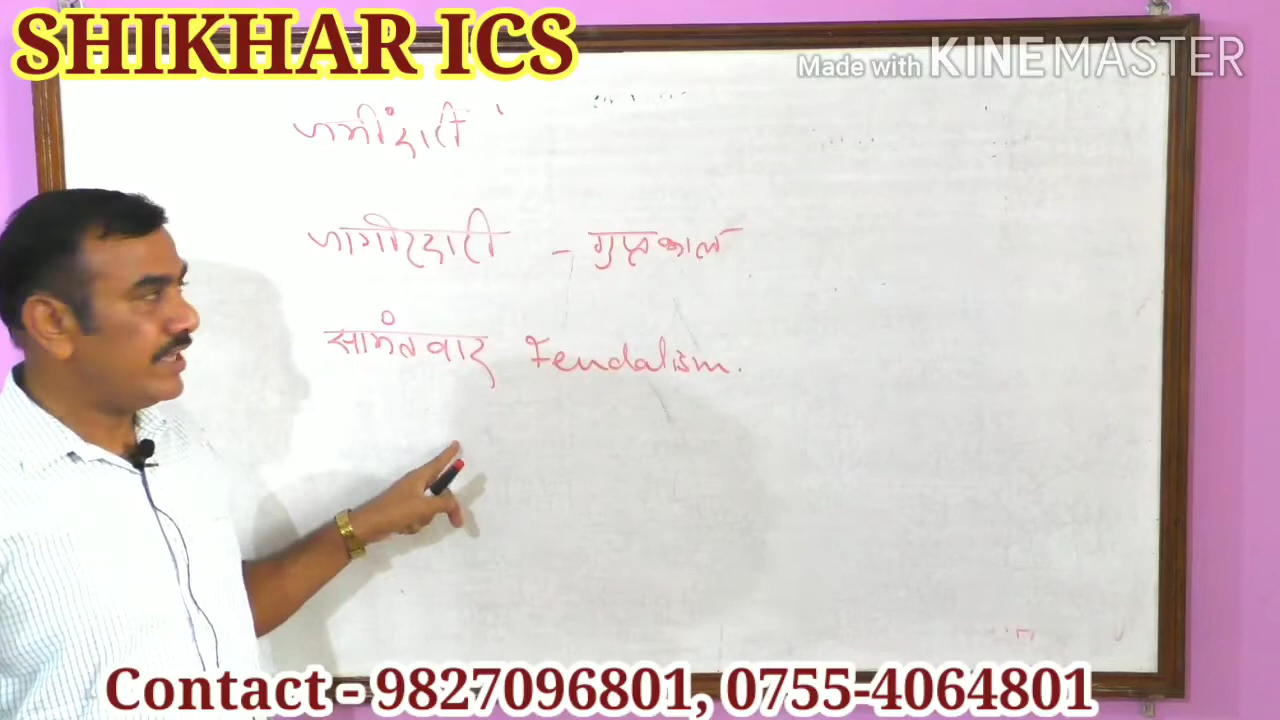 SHIKHAR ICS
Made with KINEMASTER
जमींदारी
जागीरदारी - गुप्तकाल
सामंतवाद Feudalism.
Contact - 9827096801, 0755-4064801